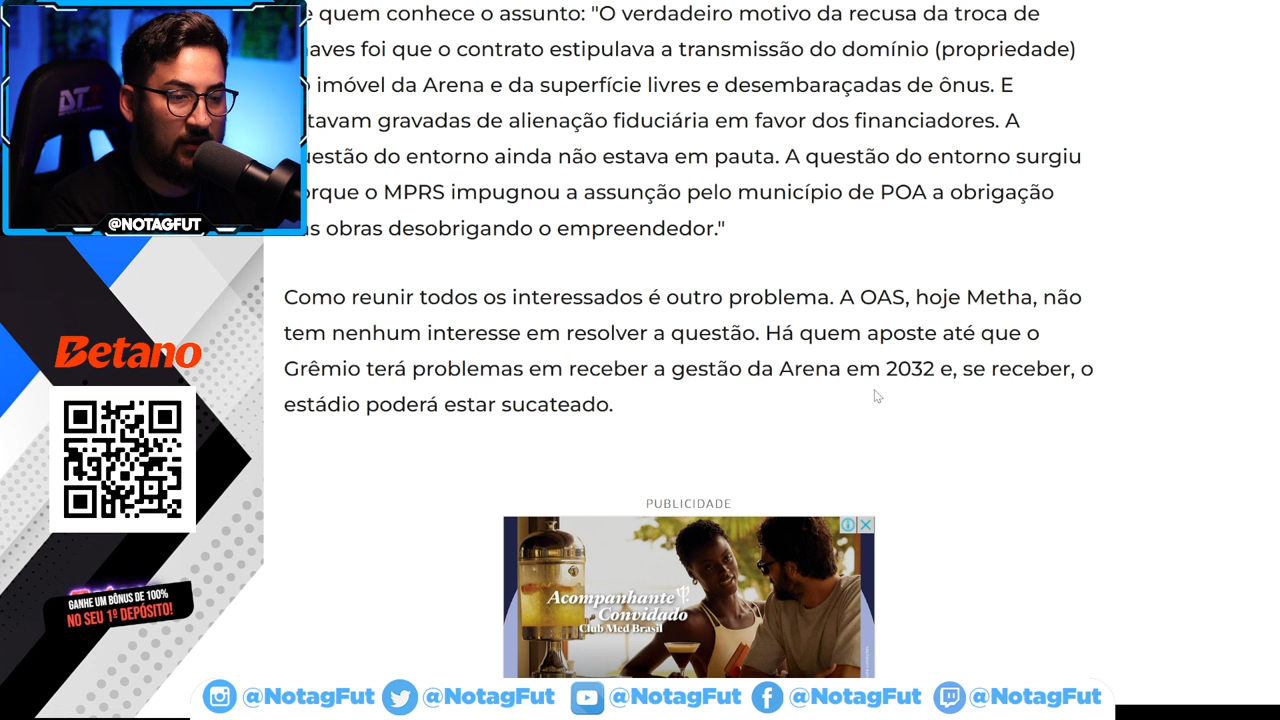 quem conhece o assunto: "O verdadeiro motivo da recusa da troca de
aves foi que o contrato estipulava a transmissão do domínio (propriedade)
imóvel da Arena e da superfície livres e desembaraçadas de ônus. E
tavam gravadas de alienação fiduciária em favor dos financiadores. A
uestão do entorno ainda não estava em pauta. A questão do entorno surgiu
orque o MPRS impugnou a assunção pelo município de POA a obrigação
s obras desobrigando o empreendedor."
@NOTAGFUT
Como reunir todos os interessados é outro problema. A OAS, hoje Metha, não
tem nenhum interesse em resolver a questão. Há quem aposte até que o
Grêmio terá problemas em receber a gestão da Arena em 2032 e, se receber, o
estádio poderá estar sucateado.
Betano
GANHE UM BÔNUS DE 100%
NO SEU 1º DEPÓSITO!
PUBLICIDADE
Acompanhante
Convidado
Club Med Brasil
@NotagFut @NotagFut @NotagFut @NotagFut @NotagFut